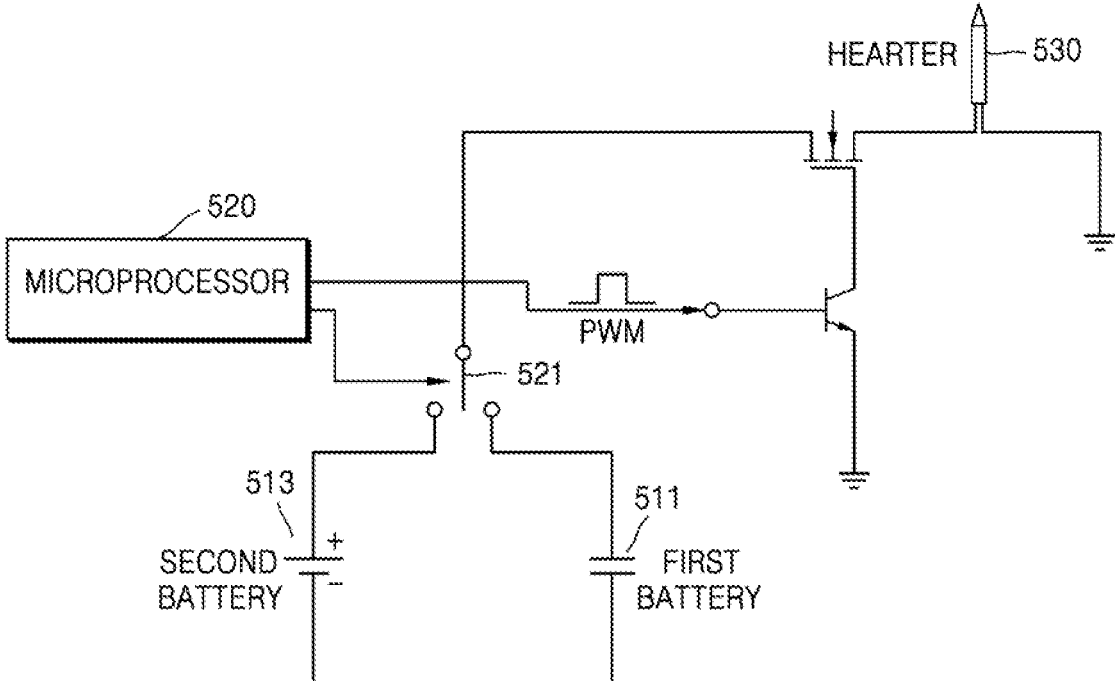 HEARTER
530
520
MICROPROCESSOR
PWM
521
513
511
+
SECOND
BATTERY
−
FIRST
BATTERY